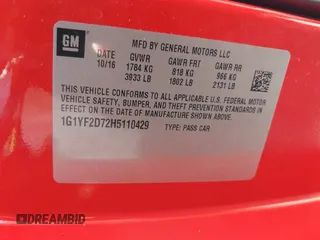 GM
MFD BY GENERAL MOTORS LLC
10/16
GVWR GAWR FRT GAWR RR
1784 KG 818 KG 966 KG
3933 LB 1802 LB 2131 LB
THIS VEHICLE CONFORMS TO ALL APPLICABLE U.S. FEDERAL MOTOR
VEHICLE SAFETY, BUMPER, AND THEFT PREVENTION STANDARDS IN
EFFECT ON THE DATE OF MANUFACTURE SHOWN ABOVE.
1G1YF2D72H5110429 TYPE: PASS CAR
DREAMBID